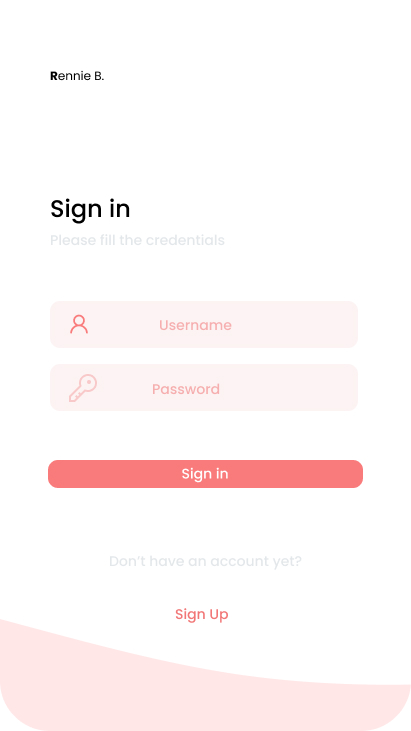 Rennie B.
Sign in
Please fill the credentials
Username
Password
Sign in
Don't have an account yet?
Sign Up